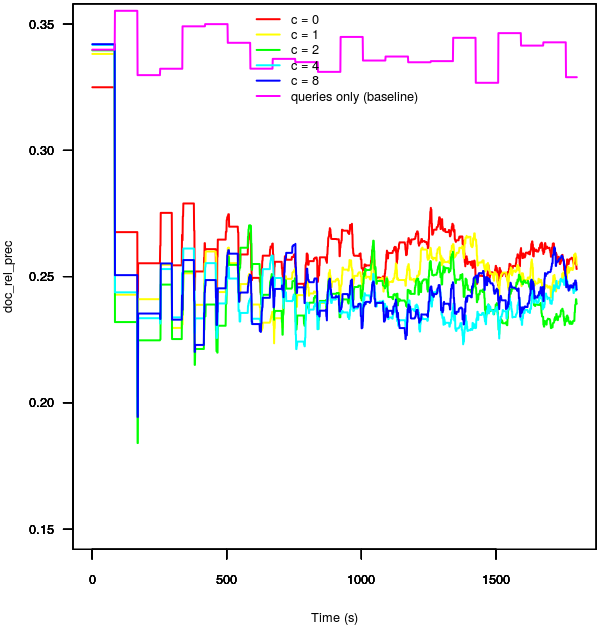 c = 0
c = 1
c = 2
c = 4
c = 8
queries only (baseline)
0.35
0.30
0.25
0.20
0.15
doc_rel_prec
0 500 1000 1500
Time (s)